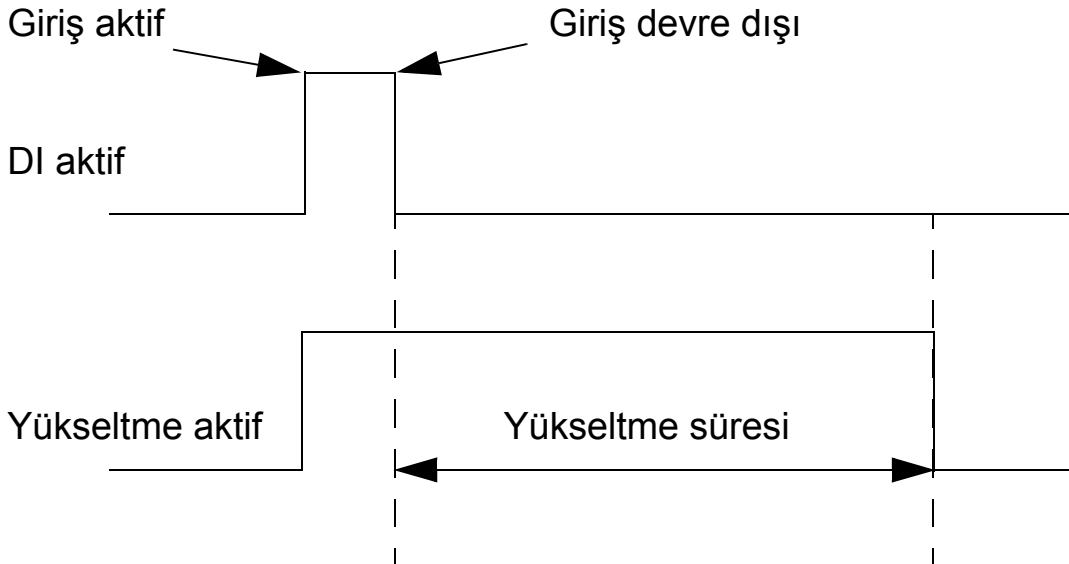 Giriş aktif
Giriş devre dışı
DI aktif
Yükseltme aktif
Yükseltme süresi